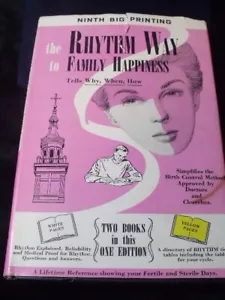 NINTH BIG PRINTING
the RHYTHM WAY
to FAMILY HAPPINESS
Tells Why, When, How
Simplifies the
Birth Control Method
Approved by
Doctors
and
Churches.
WHITE
PAGES
Rhythm Explained. Reliability
and Medical Proof for Rhythm.
Questions and Answers.
TWO BOOKS
in this
ONE EDITION
YELLOW
PAGES
A directory of RHYTHM
tables including the
for your cycle.
A Lifetime Reference showing your Fertile and Sterile Days.